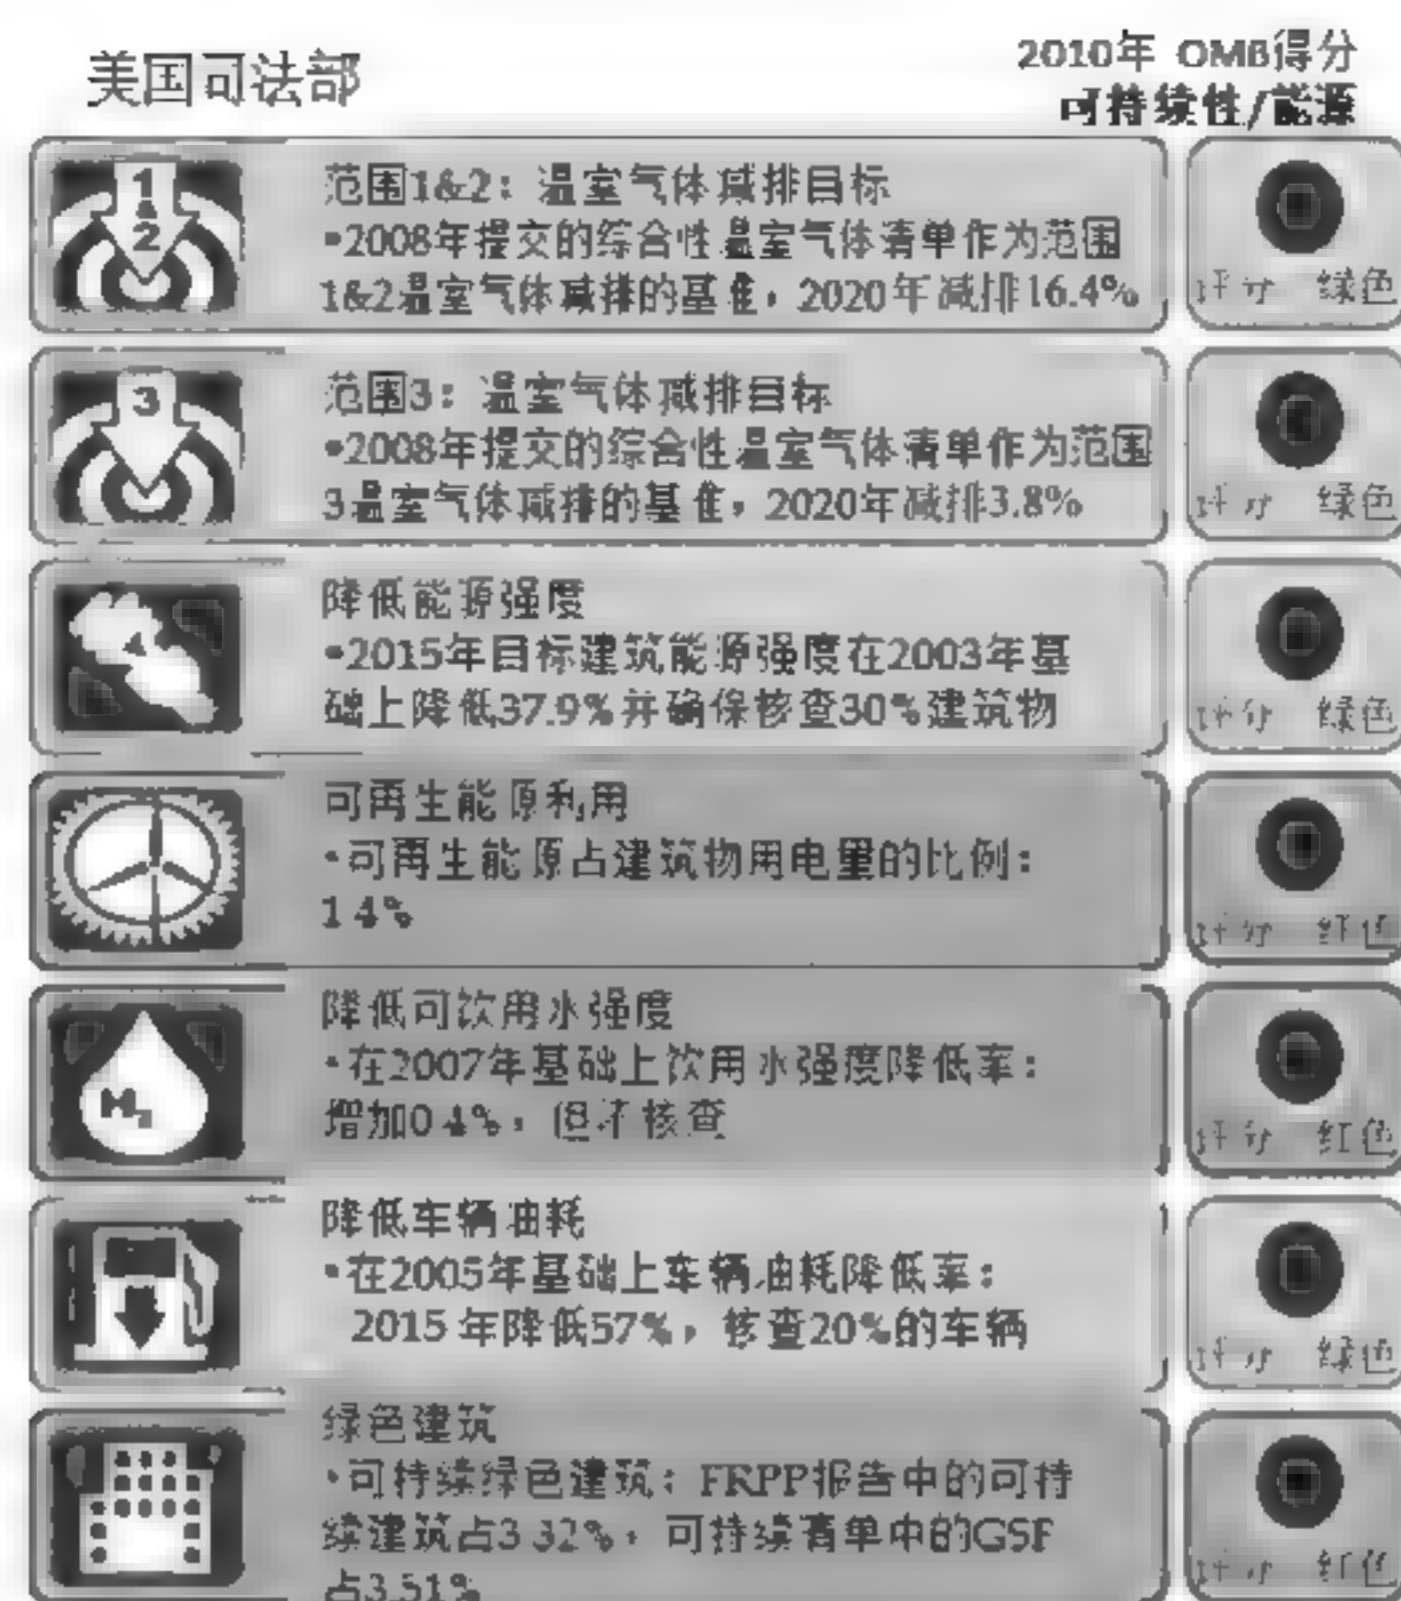 美国司法部
2010年 OMB得分
可持续性/能源
1
&
2
范围1&2：温室气体减排目标
•2008年提交的综合性温室气体清单作为范围
1&2温室气体减排的基准，2020年减排16.4%
评分 绿色
3
范围3：温室气体减排目标
•2008年提交的综合性温室气体清单作为范围
3温室气体减排的基准，2020年减排3.8%
评分 绿色
降低能源强度
•2015年目标建筑能源强度在2003年基
础上降低37.9%并确保核查30%建筑物
评分 绿色
可再生能源利用
•可再生能源占建筑物用电量的比例：
1.4%
评分 红色
降低可饮用水强度
•在2007年基础上饮用水强度降低率：
增加0.4%，但不核查
评分 红色
降低车辆油耗
•在2005年基础上车辆油耗降低率：
2015年降低57%，核查20%的车辆
评分 绿色
绿色建筑
•可持续绿色建筑：FRPP报告中的可持
续建筑占3.32%，可持续清单中的GSF
占3.51%
评分 红色